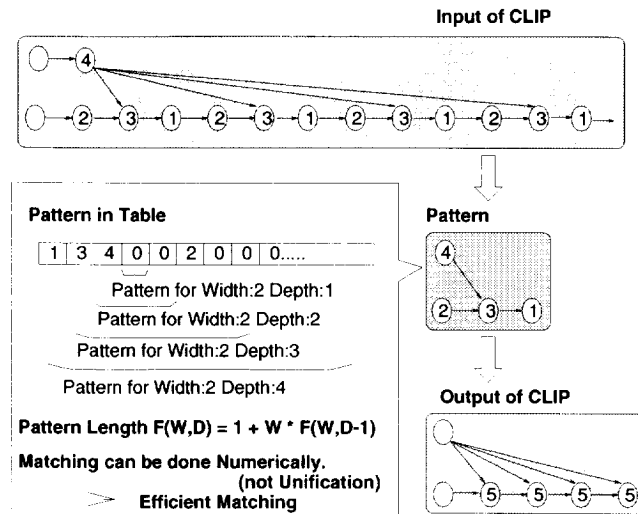 Input of CLIP
4
2 3 1 2 3 1 2 3 1 2 3 1
Pattern in Table
1 3 4 0 0 2 0 0 0.....
Pattern for Width:2 Depth:1
Pattern for Width:2 Depth:2
Pattern for Width:2 Depth:3
Pattern for Width:2 Depth:4
Pattern Length F(W,D) = 1 + W * F(W,D-1)
Matching can be done Numerically.
(not Unification)
Efficient Matching
Pattern
4
2 3 1
Output of CLIP
5 5 5 5